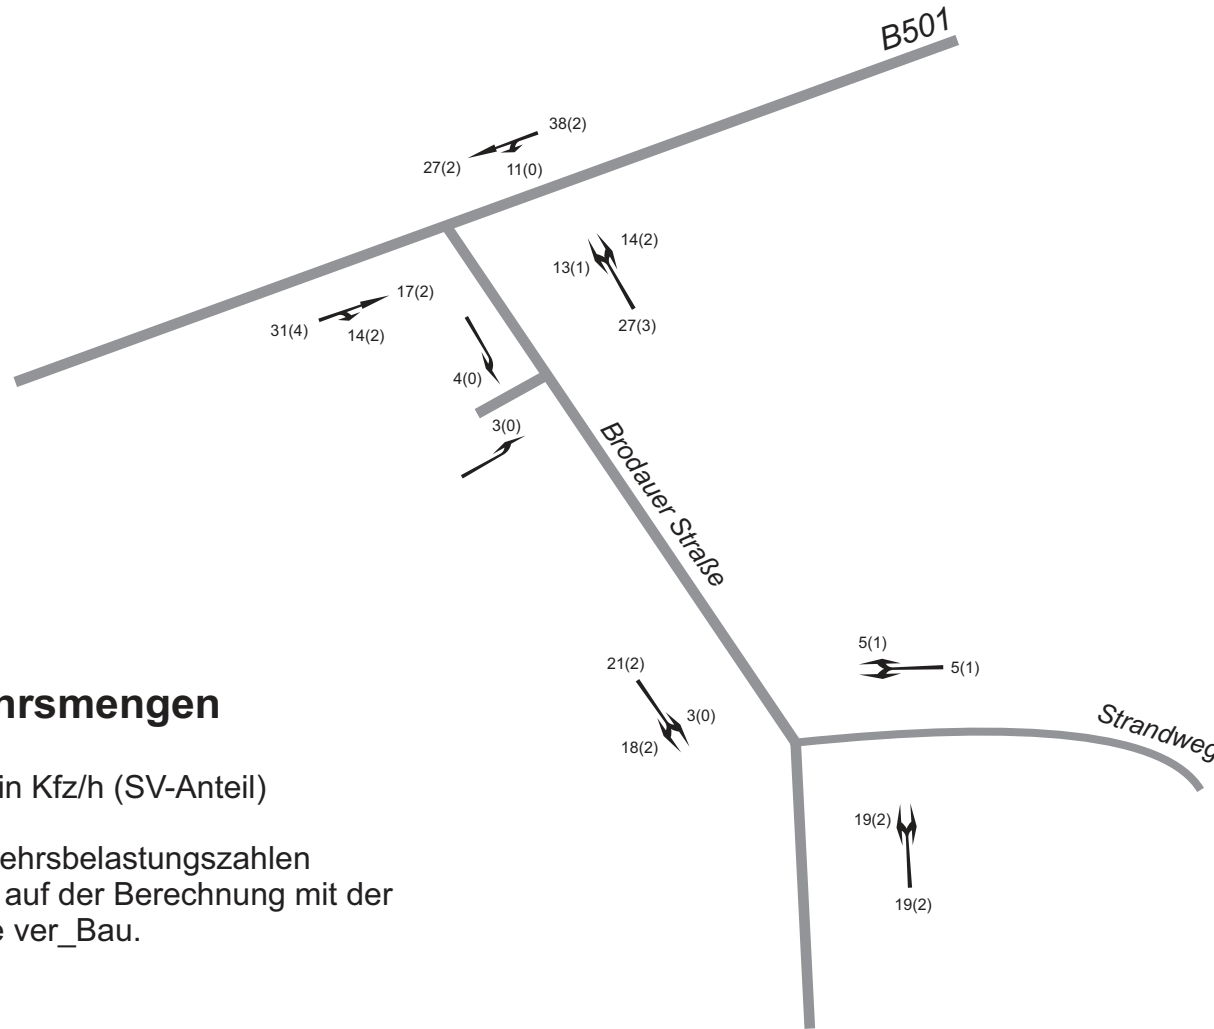 B501
38(2)
27(2)
11(0)
14(2)
13(1)
27(3)
17(2)
31(4)
14(2)
4(0)
3(0)
Brodauer Straße
5(1)
5(1)
21(2)
3(0)
18(2)
Strandweg
19(2)
19(2)
hrsmengen
in Kfz/h (SV-Anteil)
ehrsbelastungszahlen
auf der Berechnung mit der
e ver_Bau.